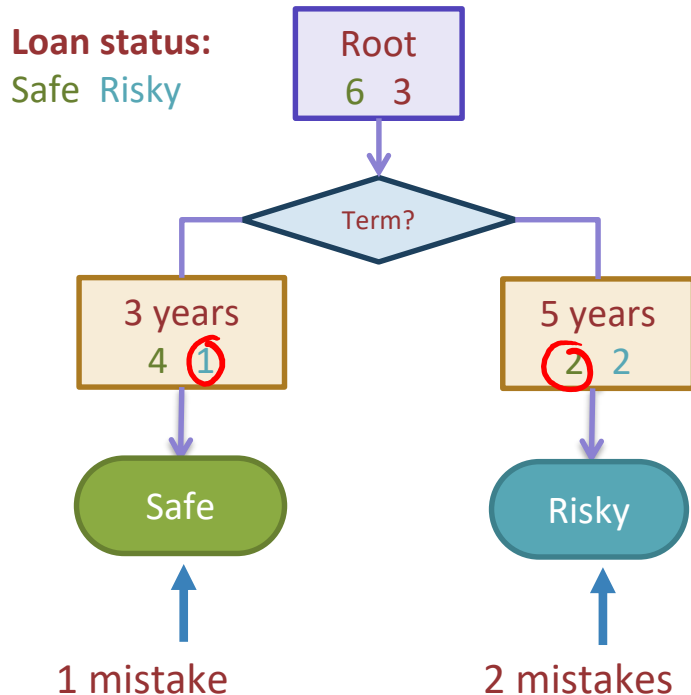 Loan status:
Safe Risky
Root
6 3
Term?
3 years
4 1
5 years
2 2
Safe
Risky
1 mistake
2 mistakes